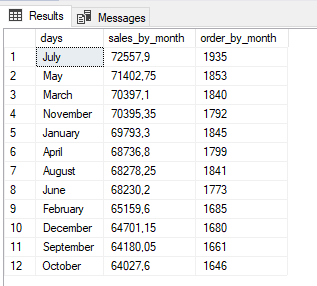 Results Messages
days sales_by_month order_by_month
1 July 72557,9 1935
2 May 71402,75 1853
3 March 70397,1 1840
4 November 70395,35 1792
5 January 69793,3 1845
6 April 68736,8 1799
7 August 68278,25 1841
8 June 68230,2 1773
9 February 65159,6 1685
10 December 64701,15 1680
11 September 64180,05 1661
12 October 64027,6 1646